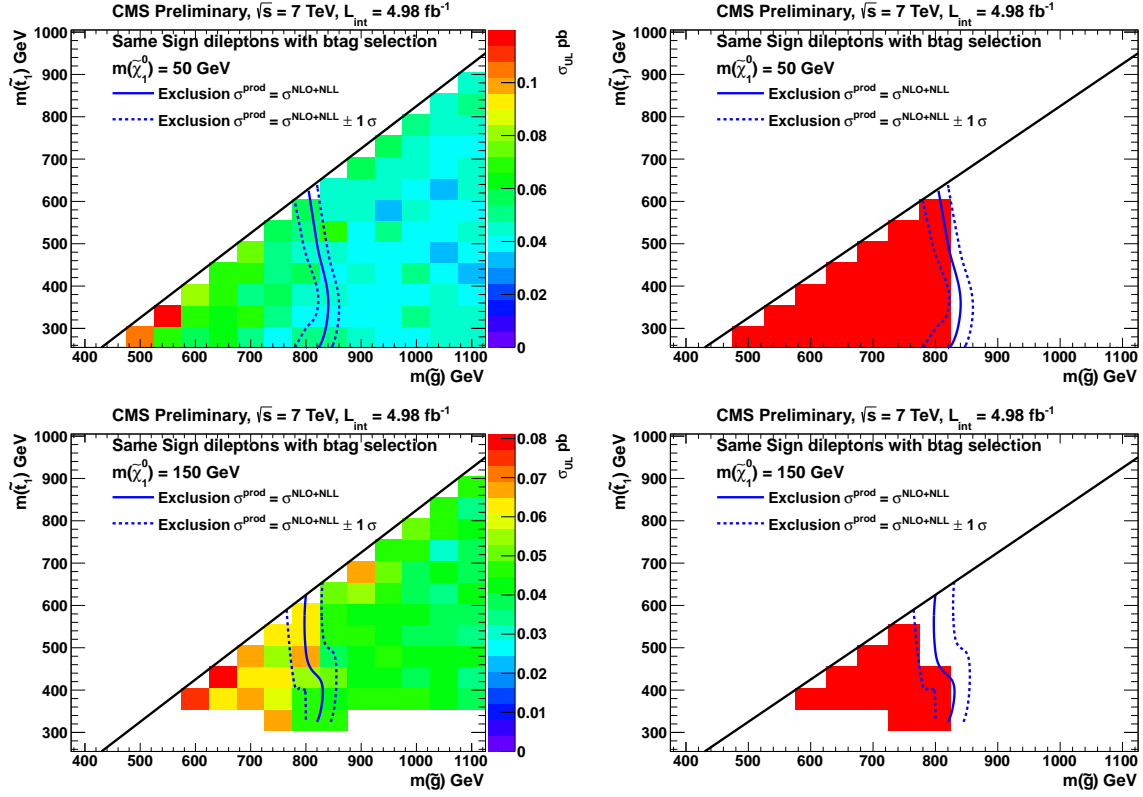 CMS Preliminary, √s = 7 TeV, L_int = 4.98 fb⁻¹
m(t̃₁) GeV
1000
900
800
700
600
500
400
300
Same Sign dileptons with btag selection
m(χ̃₁⁰) = 50 GeV
Exclusion σ^prod = σ^NLO+NLL
Exclusion σ^prod = σ^NLO+NLL ± 1 σ
400 500 600 700 800 900 1000 1100
m(g̃) GeV
σ_UL pb
0.1
0.08
0.06
0.04
0.02
0
CMS Preliminary, √s = 7 TeV, L_int = 4.98 fb⁻¹
m(t̃₁) GeV
1000
900
800
700
600
500
400
300
Same Sign dileptons with btag selection
m(χ̃₁⁰) = 50 GeV
Exclusion σ^prod = σ^NLO+NLL
Exclusion σ^prod = σ^NLO+NLL ± 1 σ
400 500 600 700 800 900 1000 1100
m(g̃) GeV
CMS Preliminary, √s = 7 TeV, L_int = 4.98 fb⁻¹
m(t̃₁) GeV
1000
900
800
700
600
500
400
300
Same Sign dileptons with btag selection
m(χ̃₁⁰) = 150 GeV
Exclusion σ^prod = σ^NLO+NLL
Exclusion σ^prod = σ^NLO+NLL ± 1 σ
400 500 600 700 800 900 1000 1100
m(g̃) GeV
σ_UL pb
0.08
0.07
0.06
0.05
0.04
0.03
0.02
0.01
0
CMS Preliminary, √s = 7 TeV, L_int = 4.98 fb⁻¹
m(t̃₁) GeV
1000
900
800
700
600
500
400
300
Same Sign dileptons with btag selection
m(χ̃₁⁰) = 150 GeV
Exclusion σ^prod = σ^NLO+NLL
Exclusion σ^prod = σ^NLO+NLL ± 1 σ
400 500 600 700 800 900 1000 1100
m(g̃) GeV